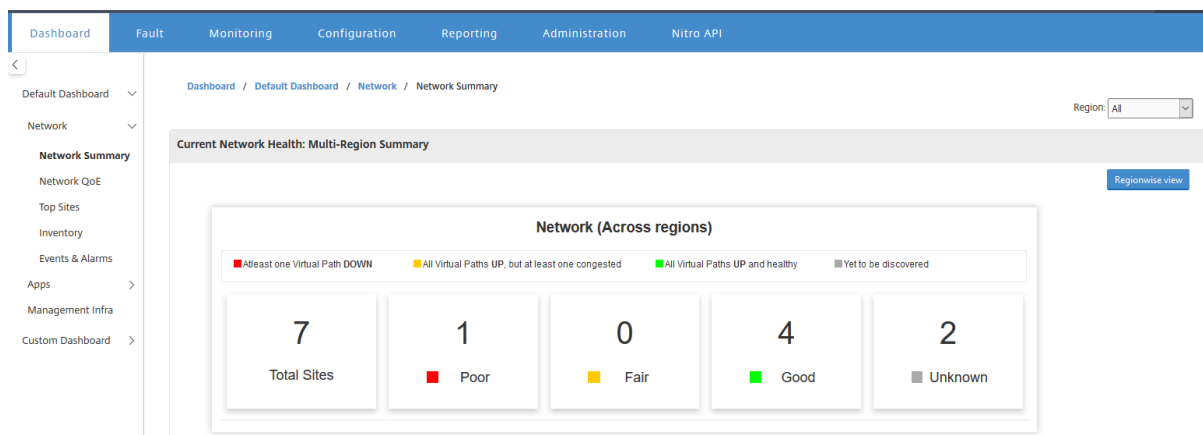 Dashboard Fault Monitoring Configuration Reporting Administration Nitro API
Default Dashboard
Network
Network Summary
Network QoE
Top Sites
Inventory
Events & Alarms
Apps
Management Infra
Custom Dashboard
Dashboard / Default Dashboard / Network / Network Summary
Region: All
Current Network Health: Multi-Region Summary
Regionwise view
Network (Across regions)
Atleast one Virtual Path DOWN All Virtual Paths UP, but at least one congested All Virtual Paths UP and healthy Yet to be discovered
7
Total Sites
1
Poor
0
Fair
4
Good
2
Unknown